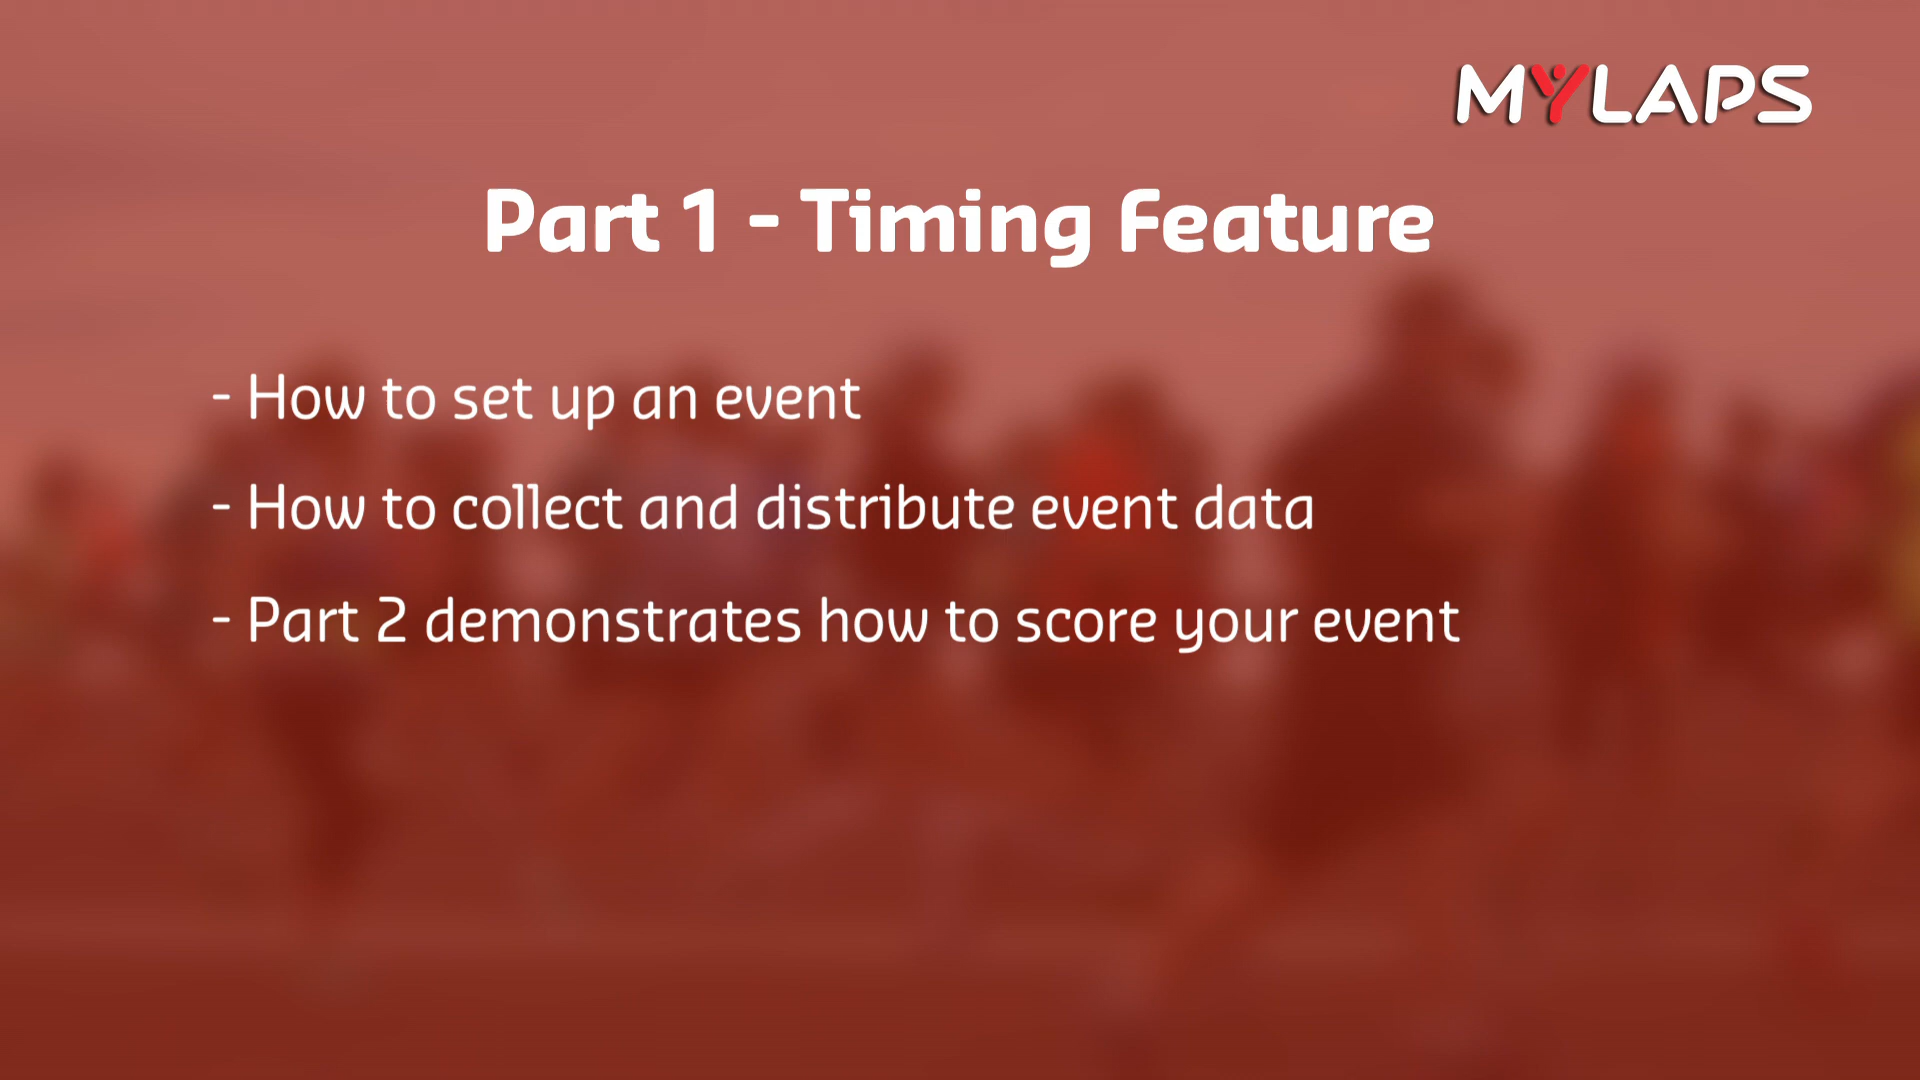 MYLAPS
Part 1 - Timing Feature
- How to set up an event
- How to collect and distribute event data
- Part 2 demonstrates how to score your event